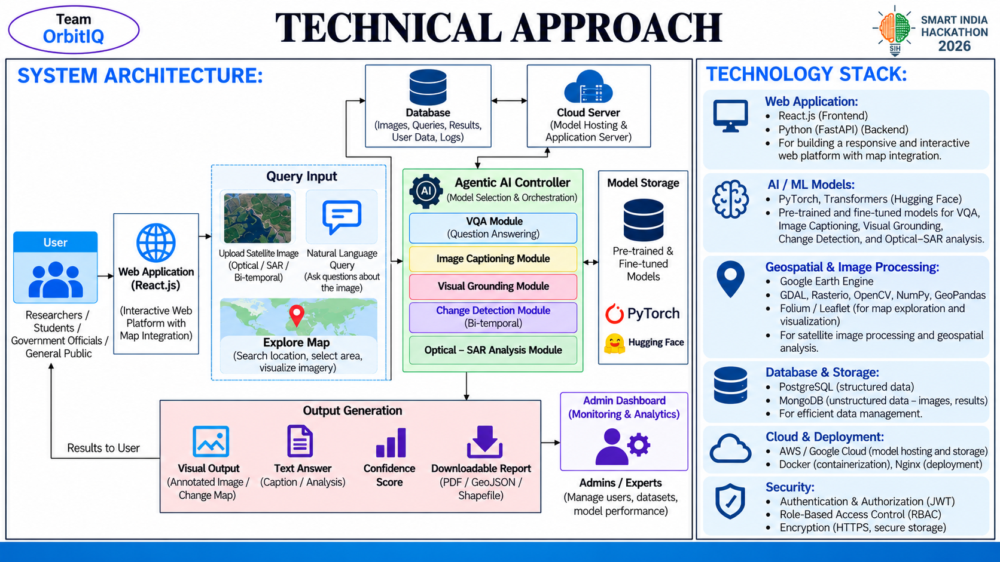 Team
OrbitIQ
TECHNICAL APPROACH
SIH
SMART INDIA
HACKATHON
2026
SYSTEM ARCHITECTURE:
Database
(Images, Queries, Results,
User Data, Logs)
Cloud Server
(Model Hosting &
Application Server)
User
Researchers /
Students /
Government Officials /
General Public
Web Application
(React.js)
(Interactive Web
Platform with
Map Integration)
Query Input
Upload Satellite Image
(Optical / SAR /
Bi-temporal)
Natural Language
Query
(Ask questions about
the image)
Explore Map
(Search location, select area,
visualize imagery)
AI
Agentic AI Controller
(Model Selection & Orchestration)
VQA Module
(Question Answering)
Image Captioning Module
Visual Grounding Module
Change Detection Module
(Bi-temporal)
Optical – SAR Analysis Module
Model Storage
Pre-trained &
Fine-tuned
Models
PyTorch
Hugging Face
Results to User
Output Generation
Visual Output
(Annotated Image /
Change Map)
Text Answer
(Caption / Analysis)
Confidence
Score
Downloadable Report
(PDF / GeoJSON /
Shapefile)
Admin Dashboard
(Monitoring & Analytics)
Admins / Experts
(Manage users, datasets,
model performance)
TECHNOLOGY STACK:
Web Application:
• React.js (Frontend)
• Python (FastAPI) (Backend)
• For building a responsive and interactive
web platform with map integration.
AI / ML Models:
• PyTorch, Transformers (Hugging Face)
• Pre-trained and fine-tuned models for VQA,
Image Captioning, Visual Grounding,
Change Detection, and Optical–SAR analysis.
Geospatial & Image Processing:
• Google Earth Engine
• GDAL, Rasterio, OpenCV, NumPy, GeoPandas
• Folium / Leaflet (for map exploration and
visualization)
• For satellite image processing and geospatial
analysis.
Database & Storage:
• PostgreSQL (structured data)
• MongoDB (unstructured data – images, results)
• For efficient data management.
Cloud & Deployment:
• AWS / Google Cloud (model hosting and storage)
• Docker (containerization), Nginx (deployment)
Security:
• Authentication & Authorization (JWT)
• Role-Based Access Control (RBAC)
• Encryption (HTTPS, secure storage)